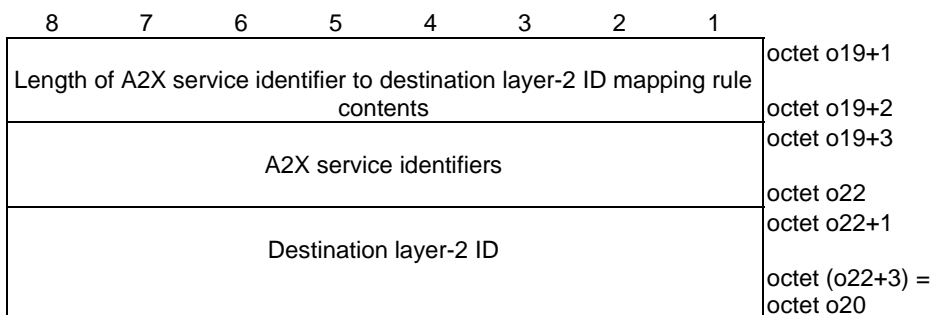 8 7 6 5 4 3 2 1
octet o19+1
Length of A2X service identifier to destination layer-2 ID mapping rule
contents
octet o19+2
octet o19+3
A2X service identifiers
octet o22
octet o22+1
Destination layer-2 ID
octet (o22+3) =
octet o20